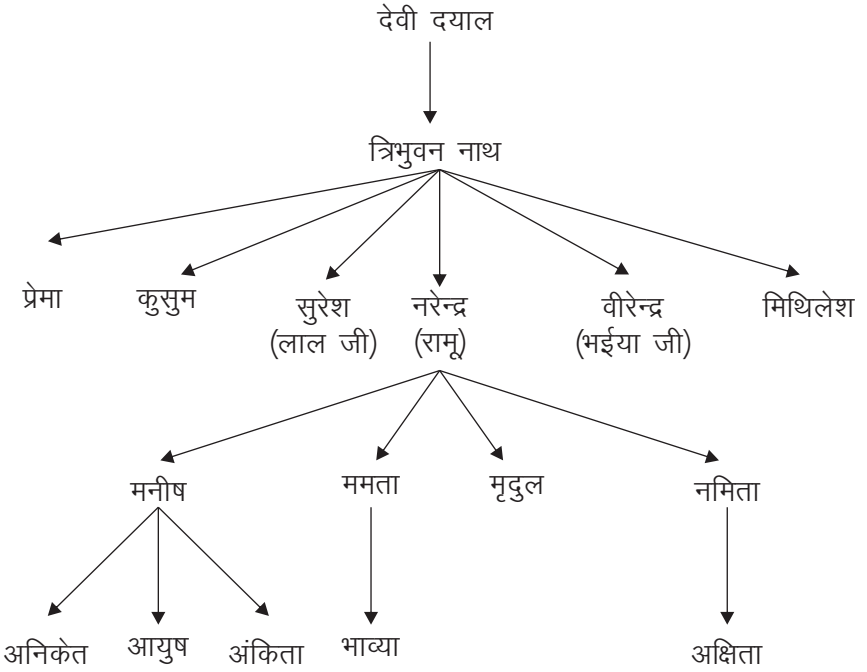 देवी दयाल
त्रिभुवन नाथ
प्रेमा
कुसुम
सुरेश
(लाल जी)
नरेन्द्र
(रामू)
वीरेन्द्र
(भईया जी)
मिथिलेश
मनीष
ममता
मृदुल
नमिता
अनिकेत
आयुष
अंकिता
भाव्या
अक्षिता